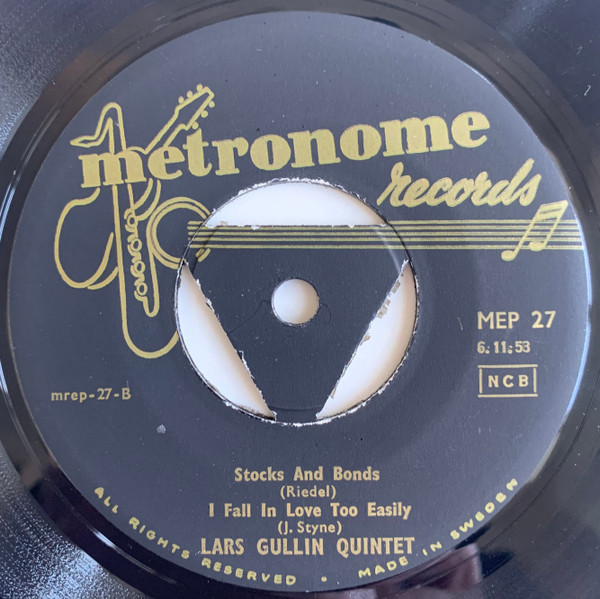 metronome
records
MEP 27
6.11.53
NCB
mrep-27-B
Stocks And Bonds
(Riedel)
I Fall In Love Too Easily
(J. Styne)
LARS GULLIN QUINTET
ALL RIGHTS RESERVED • MADE IN SWEDEN